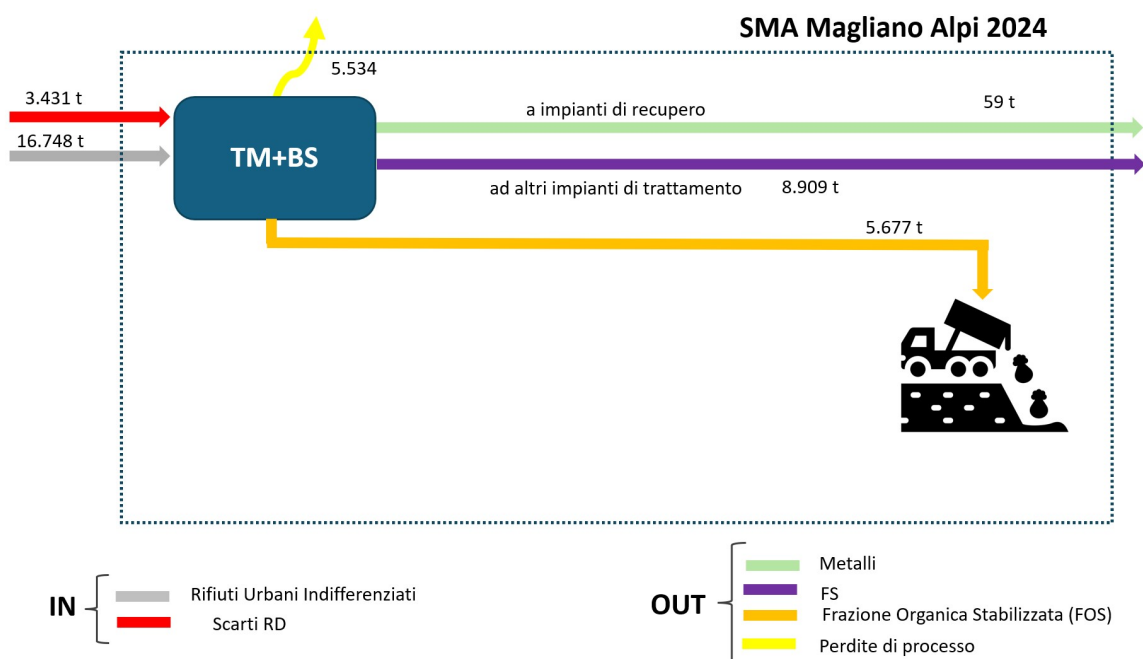 SMA Magliano Alpi 2024
5.534
3.431 t
a impianti di recupero
59 t
16.748 t
TM+BS
ad altri impianti di trattamento
8.909 t
5.677 t
IN
Rifiuti Urbani Indifferenziati
Scarti RD
OUT
Metalli
FS
Frazione Organica Stabilizzata (FOS)
Perdite di processo